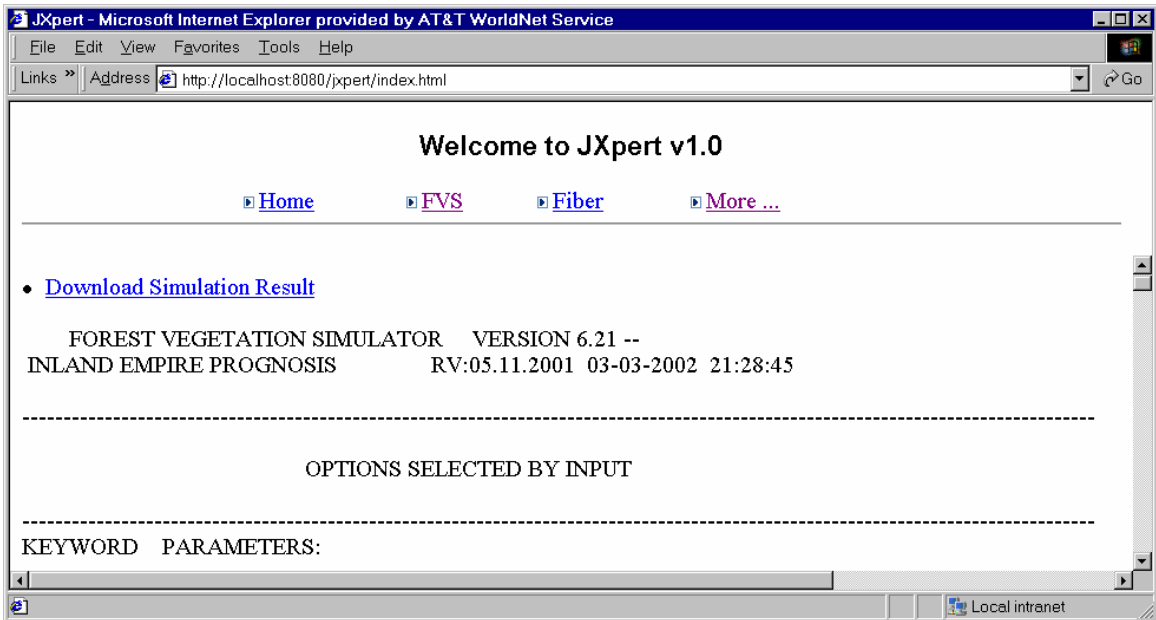 JXpert - Microsoft Internet Explorer provided by AT&T WorldNet Service
File Edit View Favorites Tools Help
Links » Address http://localhost:8080/jxpert/index.html Go
Welcome to JXpert v1.0
Home FVS Fiber More ...
Download Simulation Result
FOREST VEGETATION SIMULATOR VERSION 6.21 --
INLAND EMPIRE PROGNOSIS RV:05.11.2001 03-03-2002 21:28:45
--------------------------------------------------------------------------------
OPTIONS SELECTED BY INPUT
--------------------------------------------------------------------------------
KEYWORD PARAMETERS:
Local intranet